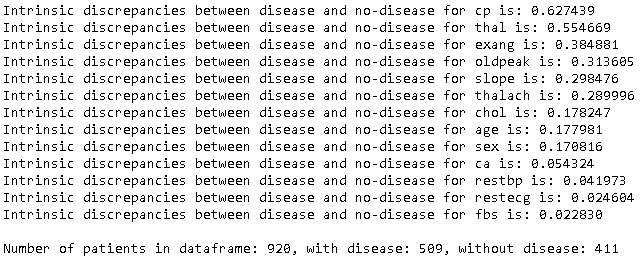 Intrinsic discrepancies between disease and no-disease for cp is: 0.627439
Intrinsic discrepancies between disease and no-disease for thal is: 0.554669
Intrinsic discrepancies between disease and no-disease for exang is: 0.384881
Intrinsic discrepancies between disease and no-disease for oldpeak is: 0.313605
Intrinsic discrepancies between disease and no-disease for slope is: 0.298476
Intrinsic discrepancies between disease and no-disease for thalach is: 0.289996
Intrinsic discrepancies between disease and no-disease for chol is: 0.178247
Intrinsic discrepancies between disease and no-disease for age is: 0.177981
Intrinsic discrepancies between disease and no-disease for sex is: 0.170816
Intrinsic discrepancies between disease and no-disease for ca is: 0.054324
Intrinsic discrepancies between disease and no-disease for restbp is: 0.041973
Intrinsic discrepancies between disease and no-disease for restecg is: 0.024604
Intrinsic discrepancies between disease and no-disease for fbs is: 0.022830
Number of patients in dataframe: 920, with disease: 509, without disease: 411